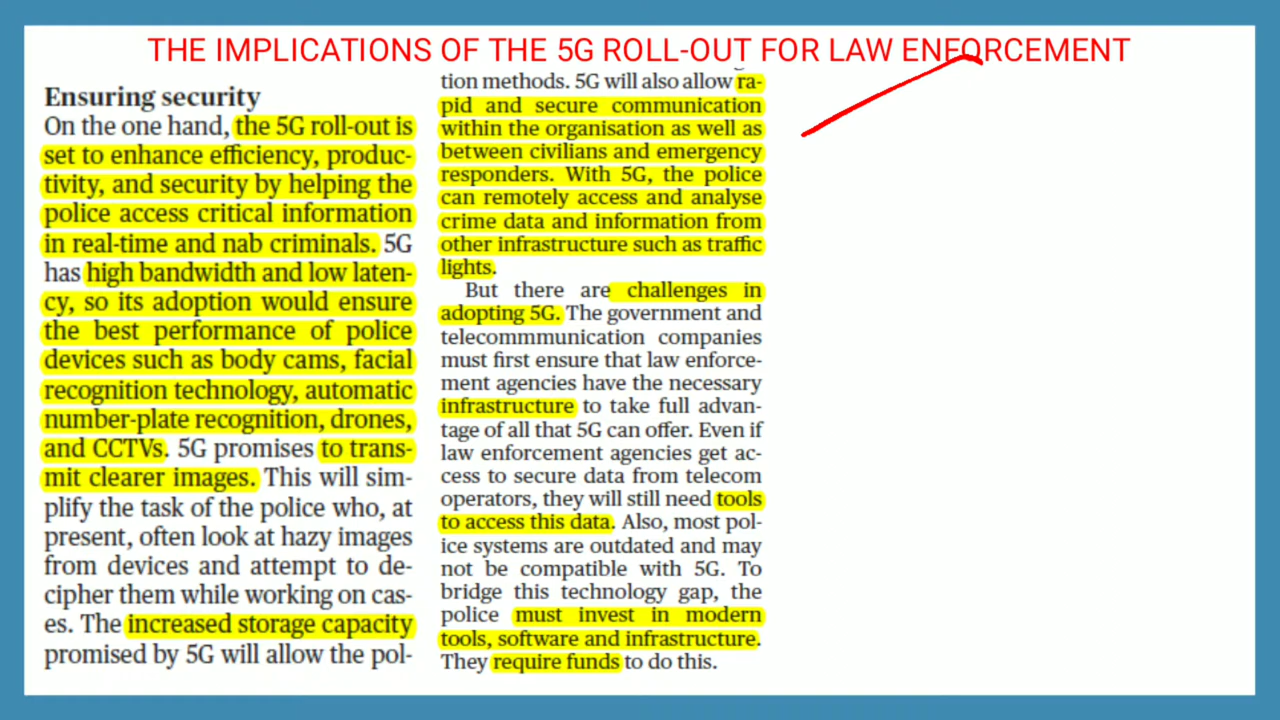 THE IMPLICATIONS OF THE 5G ROLL-OUT FOR LAW ENFORCEMENT
Ensuring security
On the one hand, the 5G roll-out is
set to enhance efficiency, produc-
tivity, and security by helping the
police access critical information
in real-time and nab criminals. 5G
has high bandwidth and low laten-
cy, so its adoption would ensure
the best performance of police
devices such as body cams, facial
recognition technology, automatic
number-plate recognition, drones,
and CCTVs. 5G promises to trans-
mit clearer images. This will sim-
plify the task of the police who, at
present, often look at hazy images
from devices and attempt to de-
cipher them while working on cas-
es. The increased storage capacity
promised by 5G will allow the pol-
tion methods. 5G will also allow ra-
pid and secure communication
within the organisation as well as
between civilians and emergency
responders. With 5G, the police
can remotely access and analyse
crime data and information from
other infrastructure such as traffic
lights.
But there are challenges in
adopting 5G. The government and
telecommmunication companies
must first ensure that law enforce-
ment agencies have the necessary
infrastructure to take full advan-
tage of all that 5G can offer. Even if
law enforcement agencies get ac-
cess to secure data from telecom
operators, they will still need tools
to access this data. Also, most pol-
ice systems are outdated and may
not be compatible with 5G. To
bridge this technology gap, the
police must invest in modern
tools, software and infrastructure.
They require funds to do this.